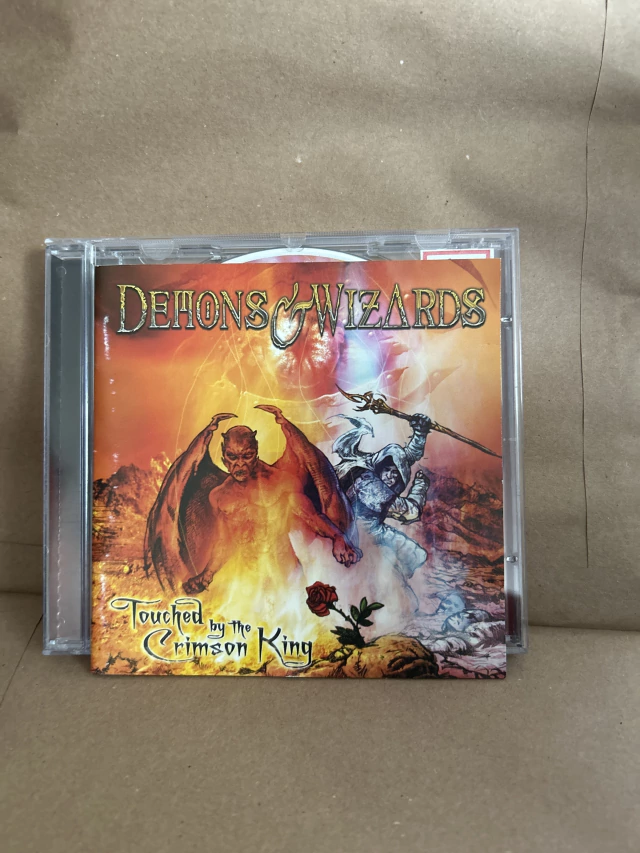 DEMONS & WIZARDS
Touched
by the
Crimson King